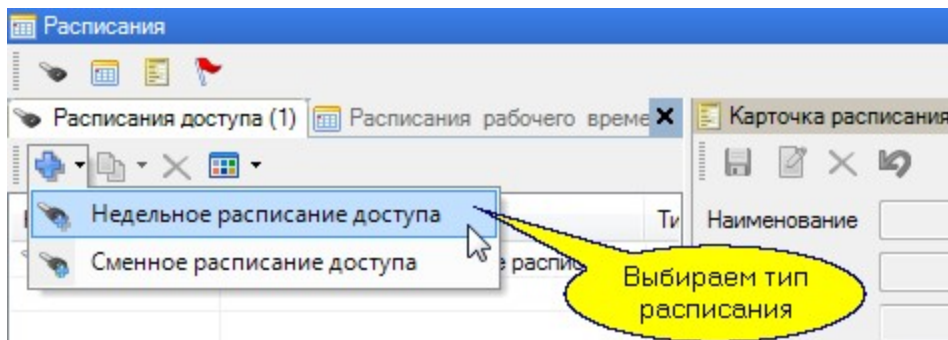 Расписания
Расписания доступа (1) Расписания рабочего време Карточка расписания
Недельное расписание доступа Наименование
Сменное расписание доступа
Выбираем тип
расписания